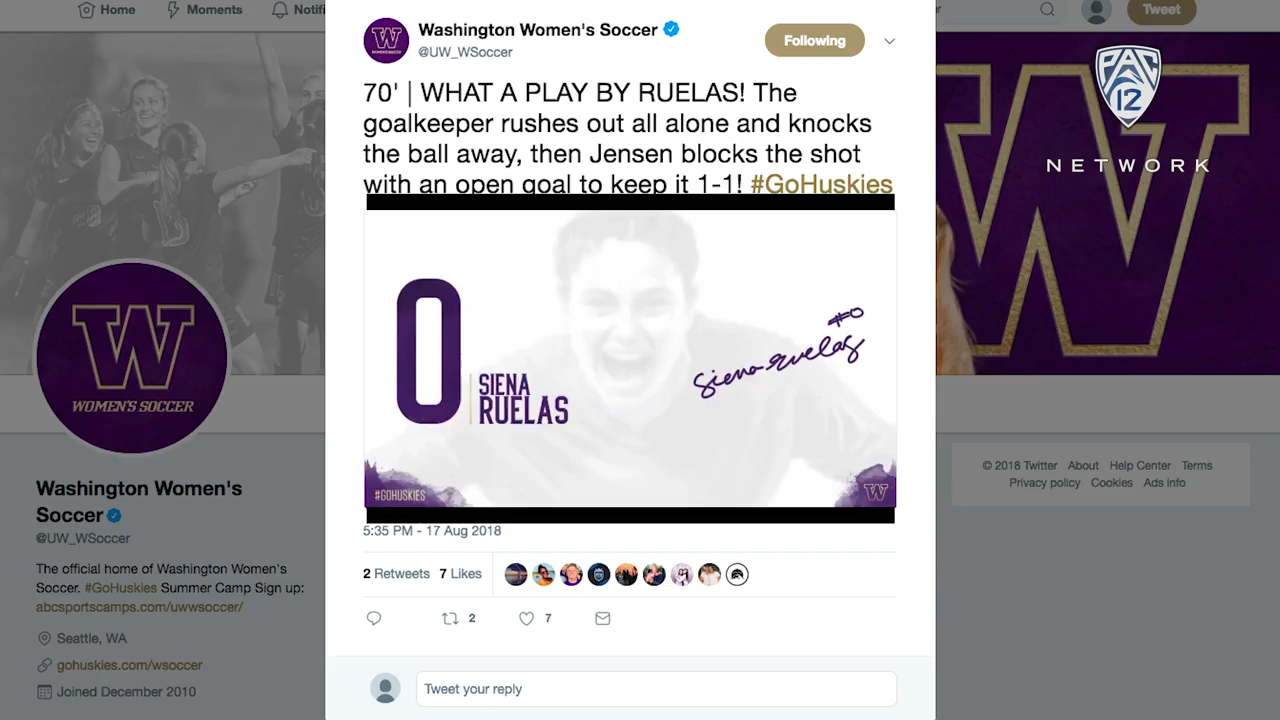 Home
Moments
Notifi
Tweet
Washington Women's Soccer
@UW_WSoccer
Following
70' | WHAT A PLAY BY RUELAS! The
goalkeeper rushes out all alone and knocks
the ball away, then Jensen blocks the shot
with an open goal to keep it 1-1! #GoHuskies
PAC
12
NETWORK
W
WOMEN'S SOCCER
0
SIENA
RUELAS
#0
Siena Ruelas
#GOHUSKIES
W
5:35 PM - 17 Aug 2018
2 Retweets 7 Likes
2
7
Tweet your reply
Washington Women's
Soccer
@UW_WSoccer
The official home of Washington Women's
Soccer. #GoHuskies Summer Camp Sign up:
abcsportscamps.com/uwwsoccer/
Seattle, WA
gohuskies.com/wsoccer
Joined December 2010
© 2018 Twitter About Help Center Terms
Privacy policy Cookies Ads info